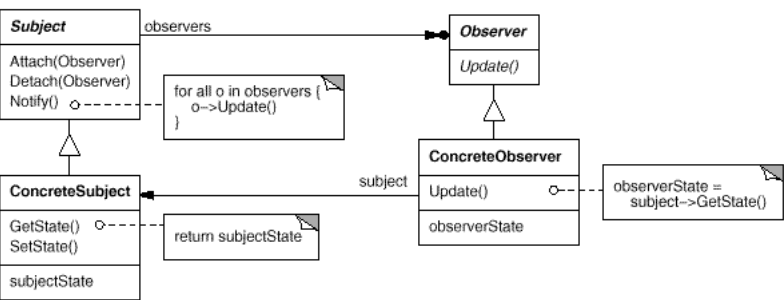 Subject
observers
Observer
Attach(Observer)
Detach(Observer)
Notify()
for all o in observers {
o->Update()
}
Update()
ConcreteSubject
GetState()
SetState()
subjectState
return subjectState
subject
ConcreteObserver
Update()
observerState
observerState =
subject->GetState()